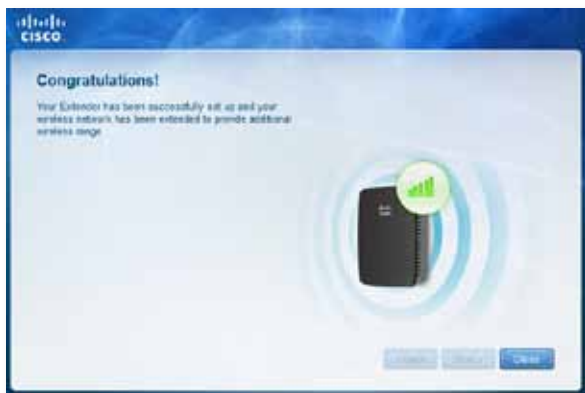 CISCO
Congratulations!
Your Extender has been successfully set up and your
wireless network has been extended to provide additional
wireless range
Close